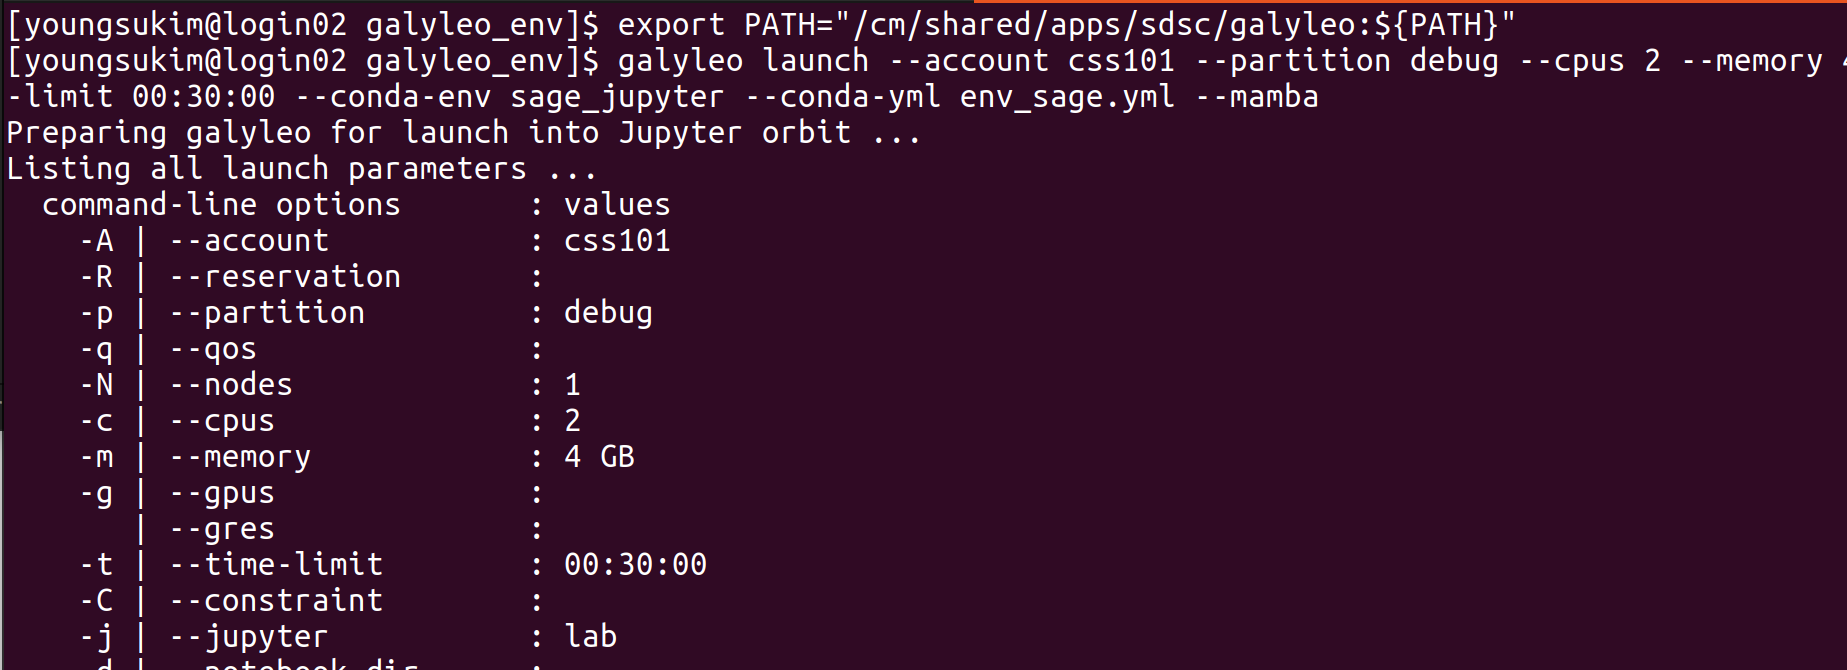 [youngsukim@login02 galyleo_env]$ export PATH="/cm/shared/apps/sdsc/galyleo:${PATH}"
[youngsukim@login02 galyleo_env]$ galyleo launch --account css101 --partition debug --cpus 2 --memory 4
-limit 00:30:00 --conda-env sage_jupyter --conda-yml env_sage.yml --mamba
Preparing galyleo for launch into Jupyter orbit ...
Listing all launch parameters ...
  command-line options       : values
    -A | --account           : css101
    -R | --reservation       :
    -p | --partition         : debug
    -q | --qos               :
    -N | --nodes             : 1
    -c | --cpus              : 2
    -m | --memory            : 4 GB
    -g | --gpus              :
       | --gres              :
    -t | --time-limit        : 00:30:00
    -C | --constraint        :
    -j | --jupyter           : lab
    -d | --notebook-dir      :